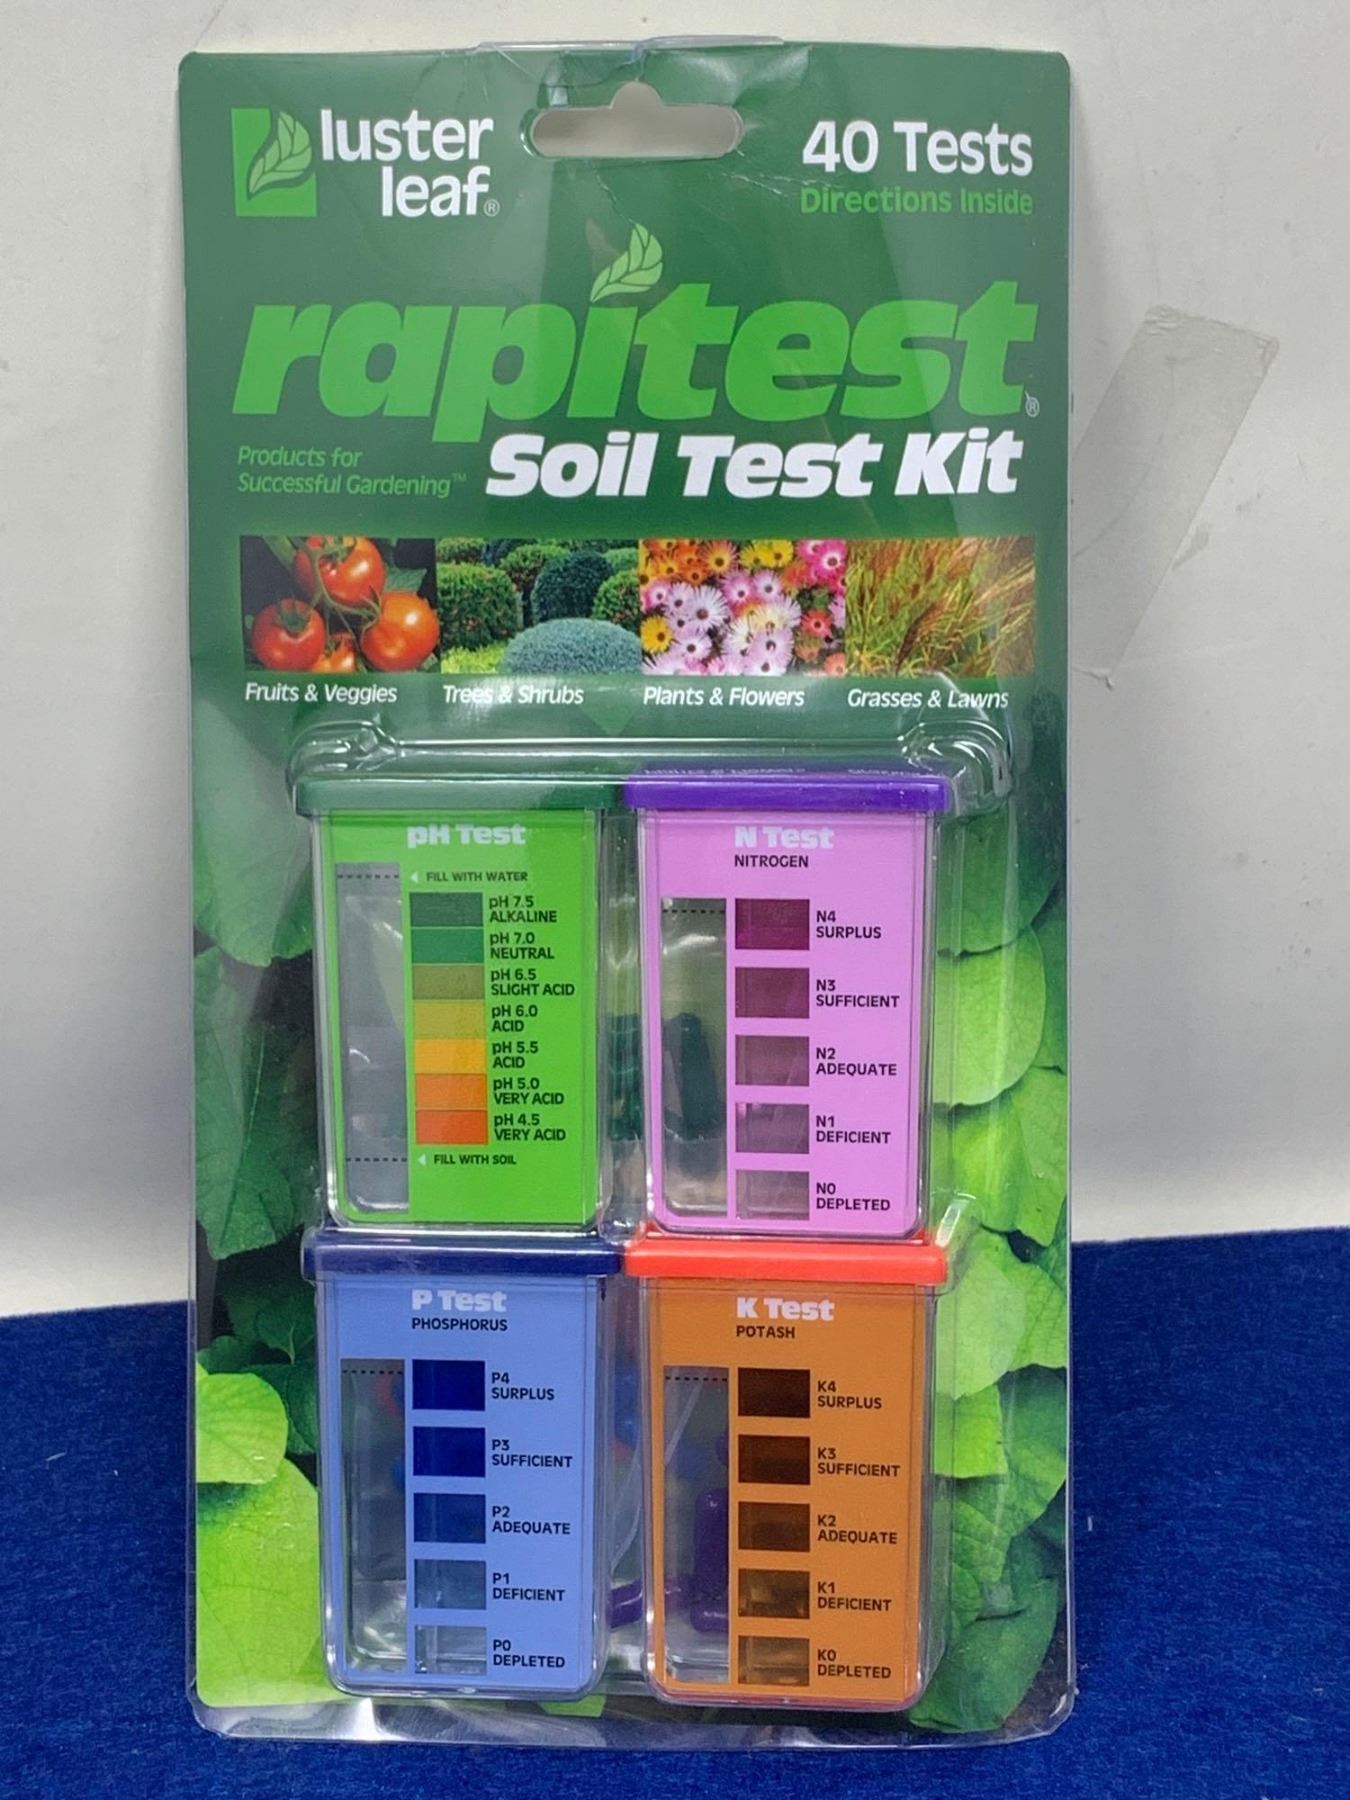 luster
leaf®
40 Tests
Directions Inside
rapitest®
Products for
Successful Gardening™
Soil Test Kit
Fruits & Veggies
Trees & Shrubs
Plants & Flowers
Grasses & Lawns
pH Test
FILL WITH WATER
pH 7.5
ALKALINE
pH 7.0
NEUTRAL
pH 6.5
SLIGHT ACID
pH 6.0
ACID
pH 5.5
ACID
pH 5.0
VERY ACID
pH 4.5
VERY ACID
FILL WITH SOIL
N Test
NITROGEN
N4
SURPLUS
N3
SUFFICIENT
N2
ADEQUATE
N1
DEFICIENT
N0
DEPLETED
P Test
PHOSPHORUS
P4
SURPLUS
P3
SUFFICIENT
P2
ADEQUATE
P1
DEFICIENT
P0
DEPLETED
K Test
POTASH
K4
SURPLUS
K3
SUFFICIENT
K2
ADEQUATE
K1
DEFICIENT
K0
DEPLETED